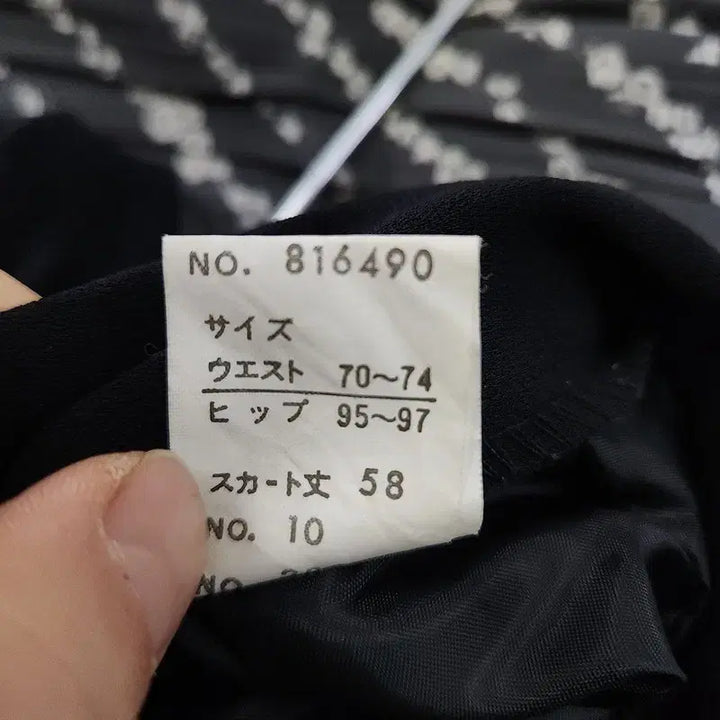 NO. 816490
サイズ
ウエスト 70～74
ヒップ 95～97
スカート丈 58
NO. 10
NO.